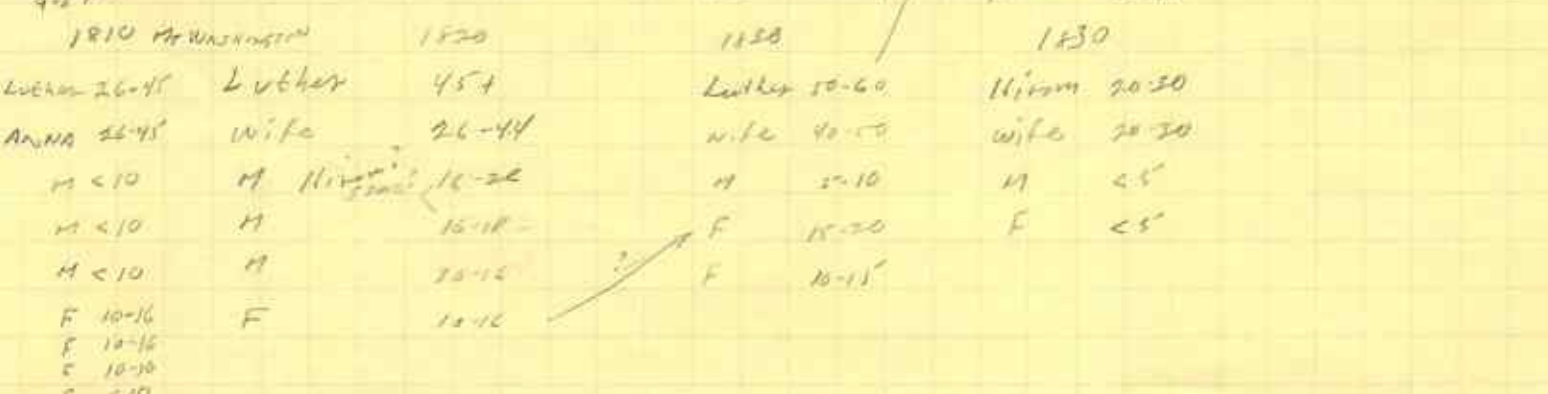 1810 Mt Washington 1820 1830 1830
Luther 26-45 Luther 45+ Luther 50-60 Hiram 20-30
Anna 26-45 wife 26-44 wife 40-50 wife 20-30
M <10 M Hiram? 16-26 M 5-10 M <5
M <10 M 16-18 F 15-20 F <5
M <10 M 10-16 ? F 10-15
F 10-16 F 10-16
F 10-16
F